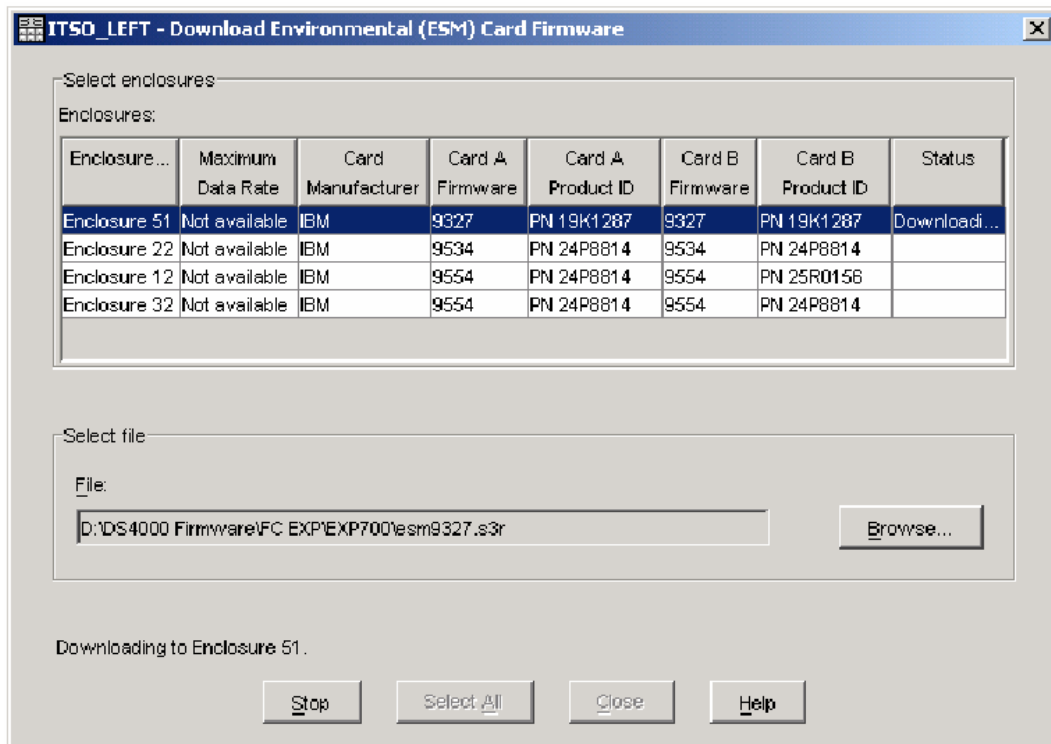 ITSO_LEFT - Download Environmental (ESM) Card Firmware
Select enclosures
Enclosures:
Enclosure... Maximum Data Rate Card Manufacturer Card A Firmware Card A Product ID Card B Firmware Card B Product ID Status
Enclosure 51 Not available IBM 9327 PN 19K1287 9327 PN 19K1287 Downloadi...
Enclosure 22 Not available IBM 9534 PN 24P8814 9534 PN 24P8814
Enclosure 12 Not available IBM 9554 PN 24P8814 9554 PN 25R0156
Enclosure 32 Not available IBM 9554 PN 24P8814 9554 PN 24P8814
Select file
File:
D:\DS4000 Firmware\FC EXP\EXP700\esm9327.s3r
Browse...
Downloading to Enclosure 51.
Stop Select All Close Help